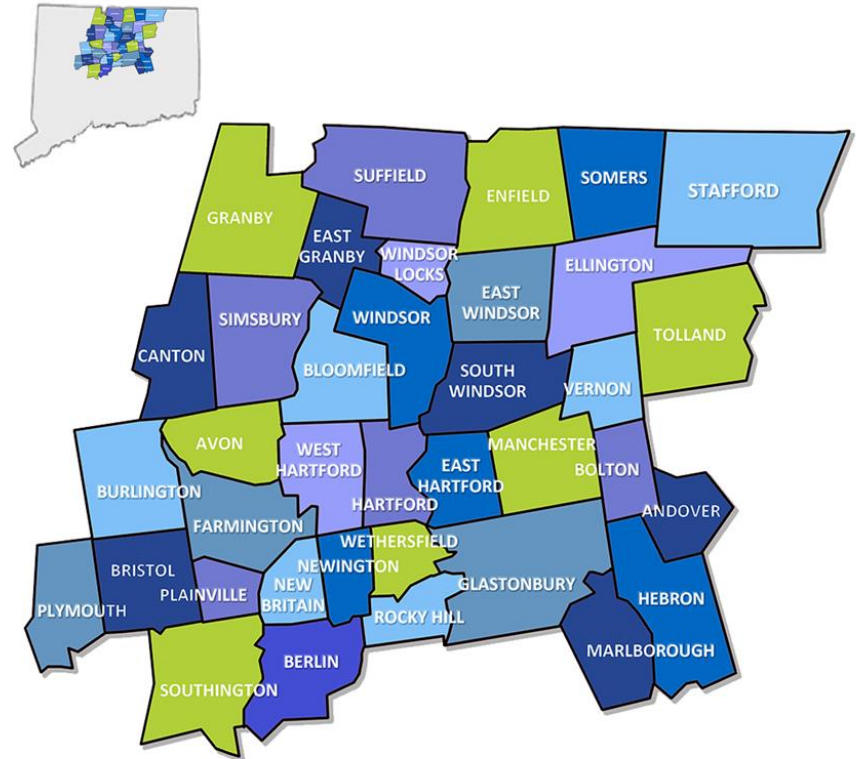 SUFFIELD
SOMERS
STAFFORD
ENFIELD
GRANBY
EAST
GRANBY
WINDSOR
LOCKS
ELLINGTON
EAST
WINDSOR
SIMSBURY
WINDSOR
TOLLAND
CANTON
BLOOMFIELD
SOUTH
WINDSOR
VERNON
AVON
WEST
HARTFORD
HARTFORD
EAST
HARTFORD
MANCHESTER
BOLTON
BURLINGTON
ANDOVER
FARMINGTON
WETHERSFIELD
BRISTOL
NEWINGTON
PLAINVILLE
NEW
BRITAIN
GLASTONBURY
PLYMOUTH
HEBRON
ROCKY HILL
BERLIN
MARLBOROUGH
SOUTHINGTON